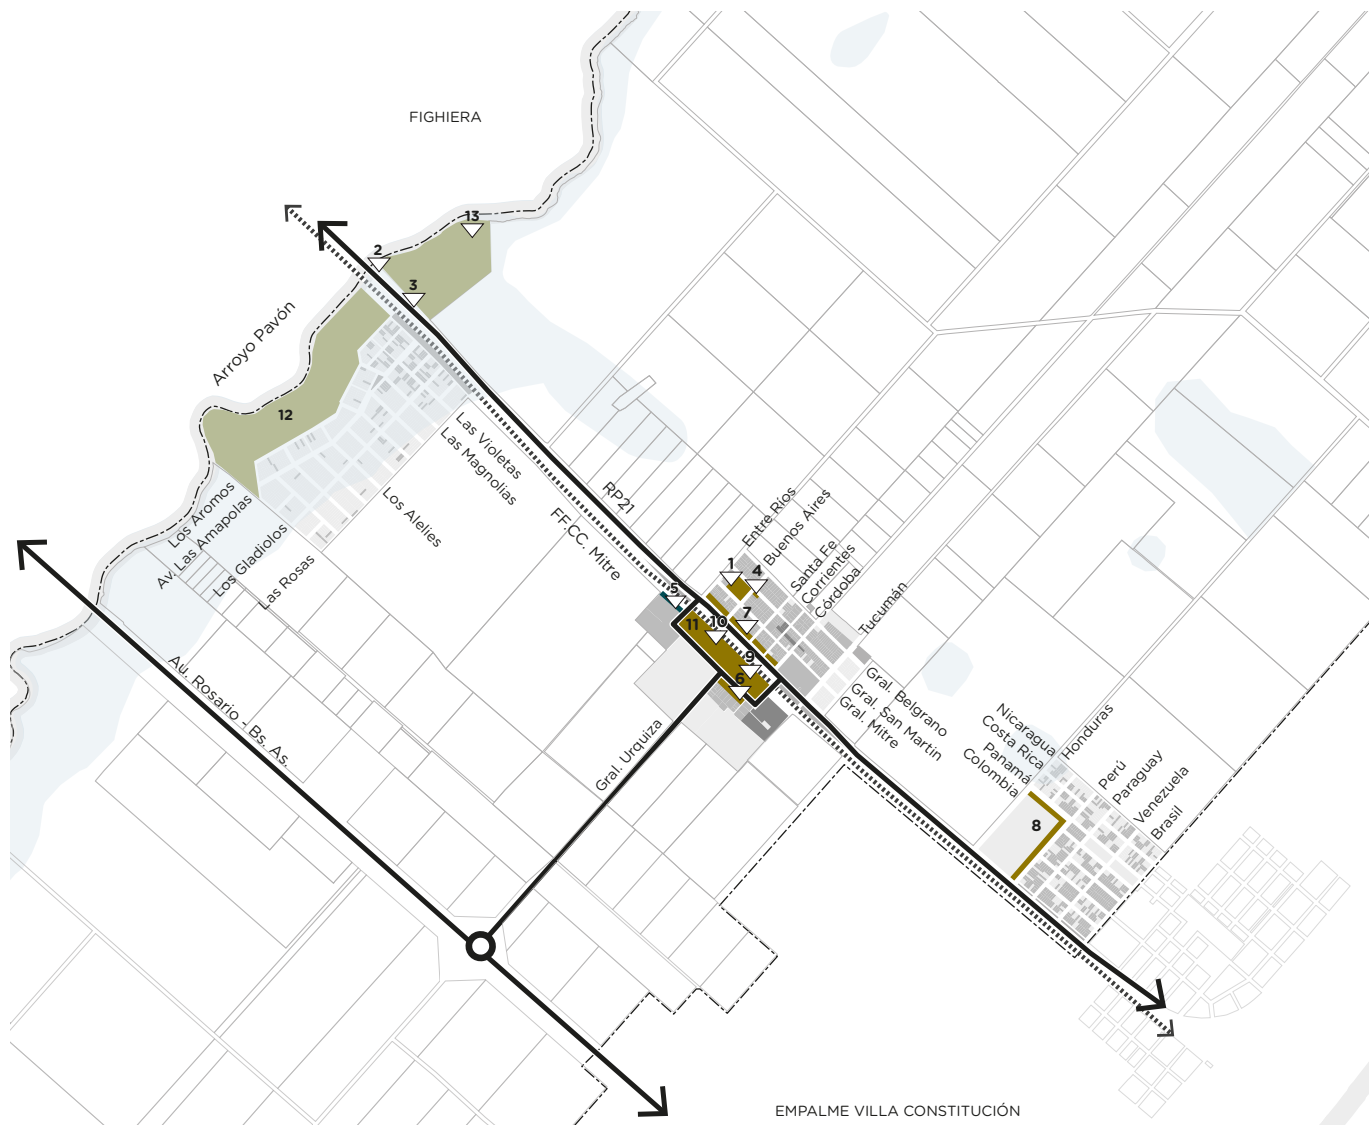 FIGHIERA
13
2
3
Arroyo Pavón
12
Las Violetas
Las Magnolias
Los Alelies
Los Aromos
Av. Las Amapolas
Los Gladiolos
Las Rosas
RP21
FF.CC. Mitre
Entre Ríos
Buenos Aires
Santa Fe
Corrientes
Córdoba
Tucumán
1
4
5
7
10
11
9
6
Gral. Belgrano
Gral. San Martín
Gral. Mitre
Au. Rosario - Bs. As.
Gral. Urquiza
Nicaragua
Costa Rica
Panamá
Colombia
Honduras
Perú
Paraguay
Venezuela
Brasil
8
EMPALME VILLA CONSTITUCIÓN